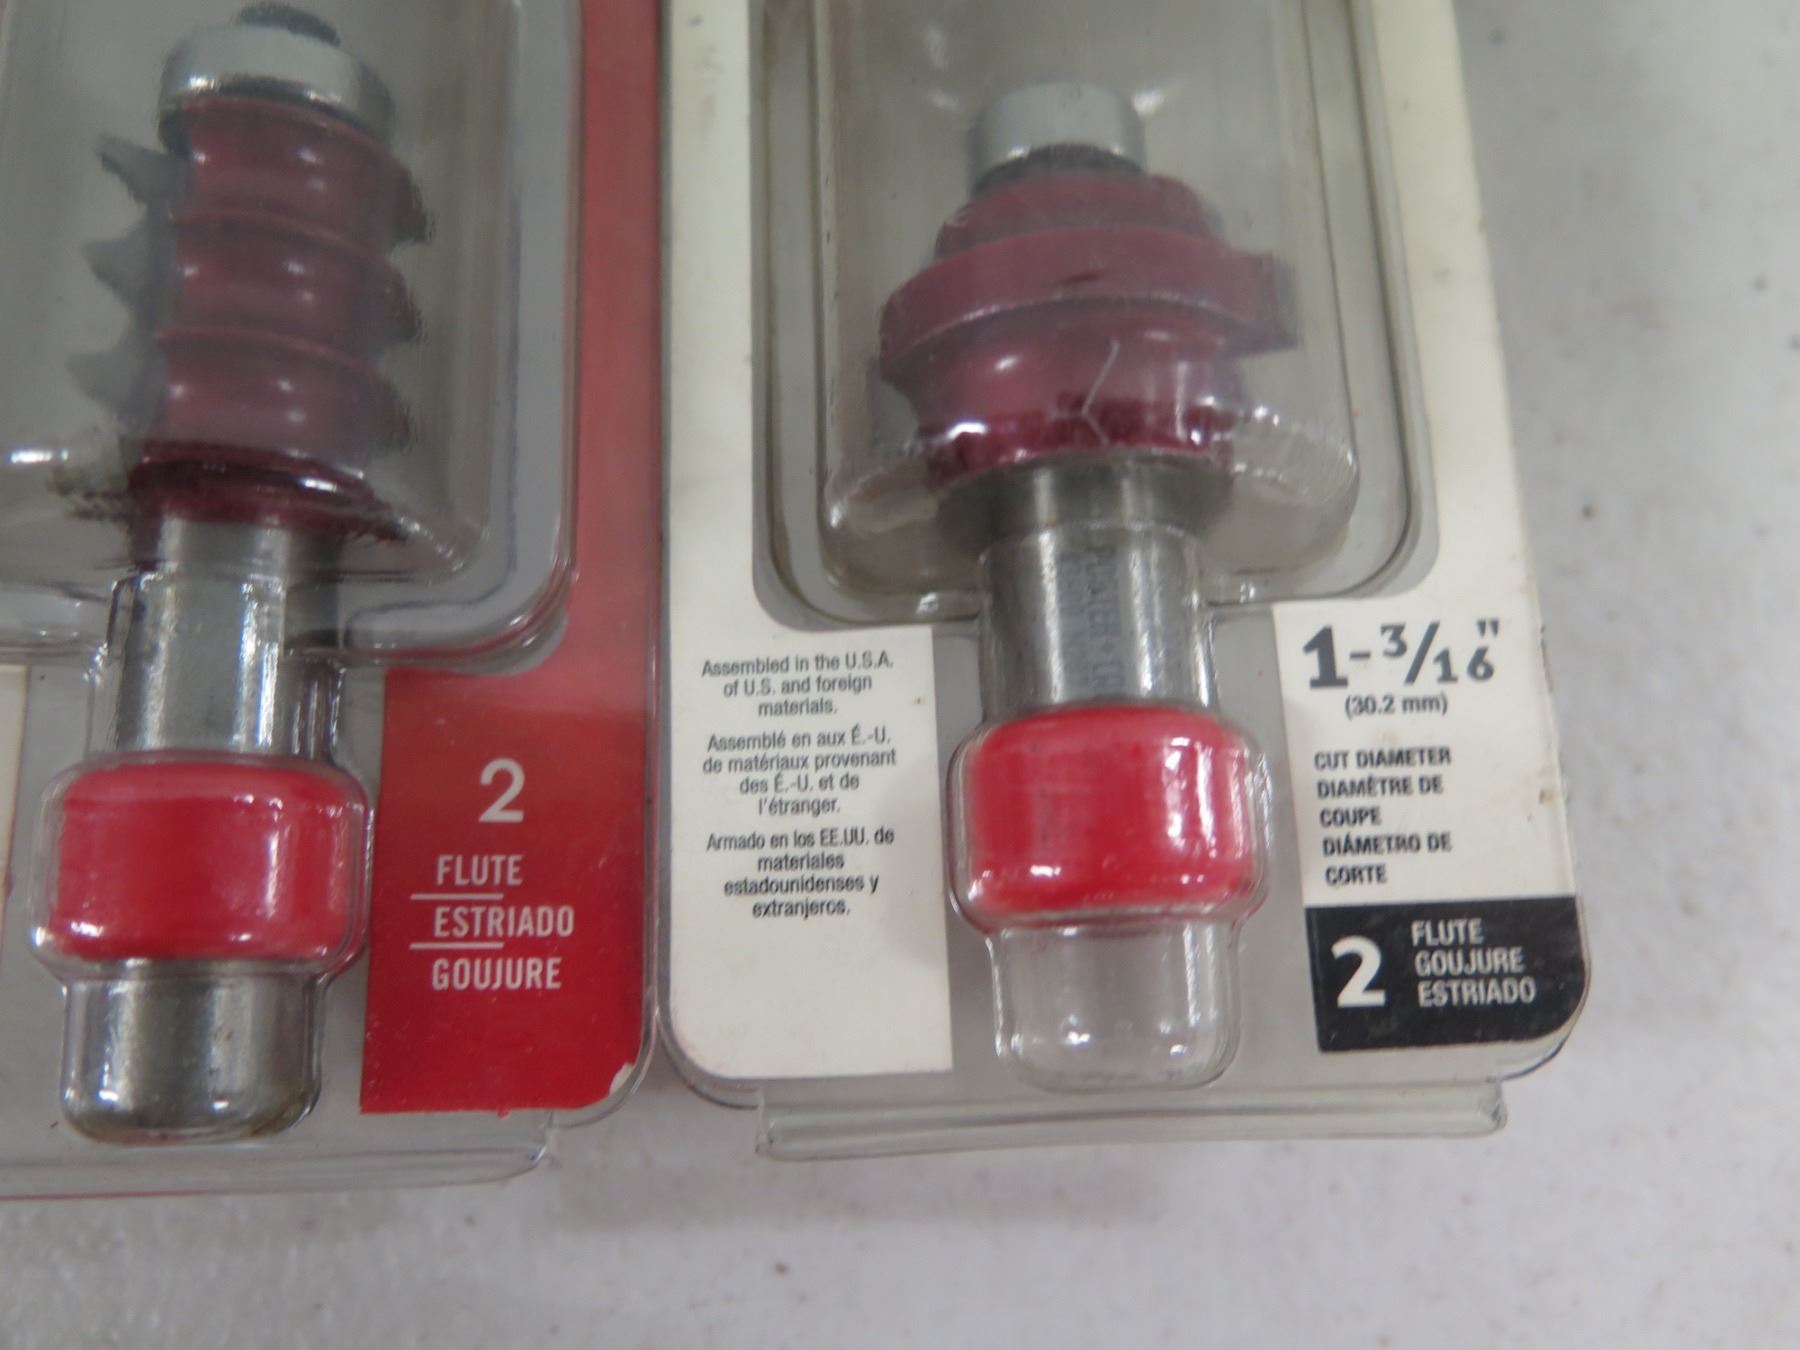 2
FLUTE
ESTRIADO
GOUJURE
Assembled in the U.S.A.
of U.S. and foreign
materials.
Assemblé en aux É.-U.
de matériaux provenant
des É.-U. et de
l'étranger.
Armado en los EE.UU. de
materiales
estadounidenses y
extranjeros.
1-3/16"
(30.2 mm)
CUT DIAMETER
DIAMÈTRE DE
COUPE
DIÁMETRO DE
CORTE
2
FLUTE
GOUJURE
ESTRIADO